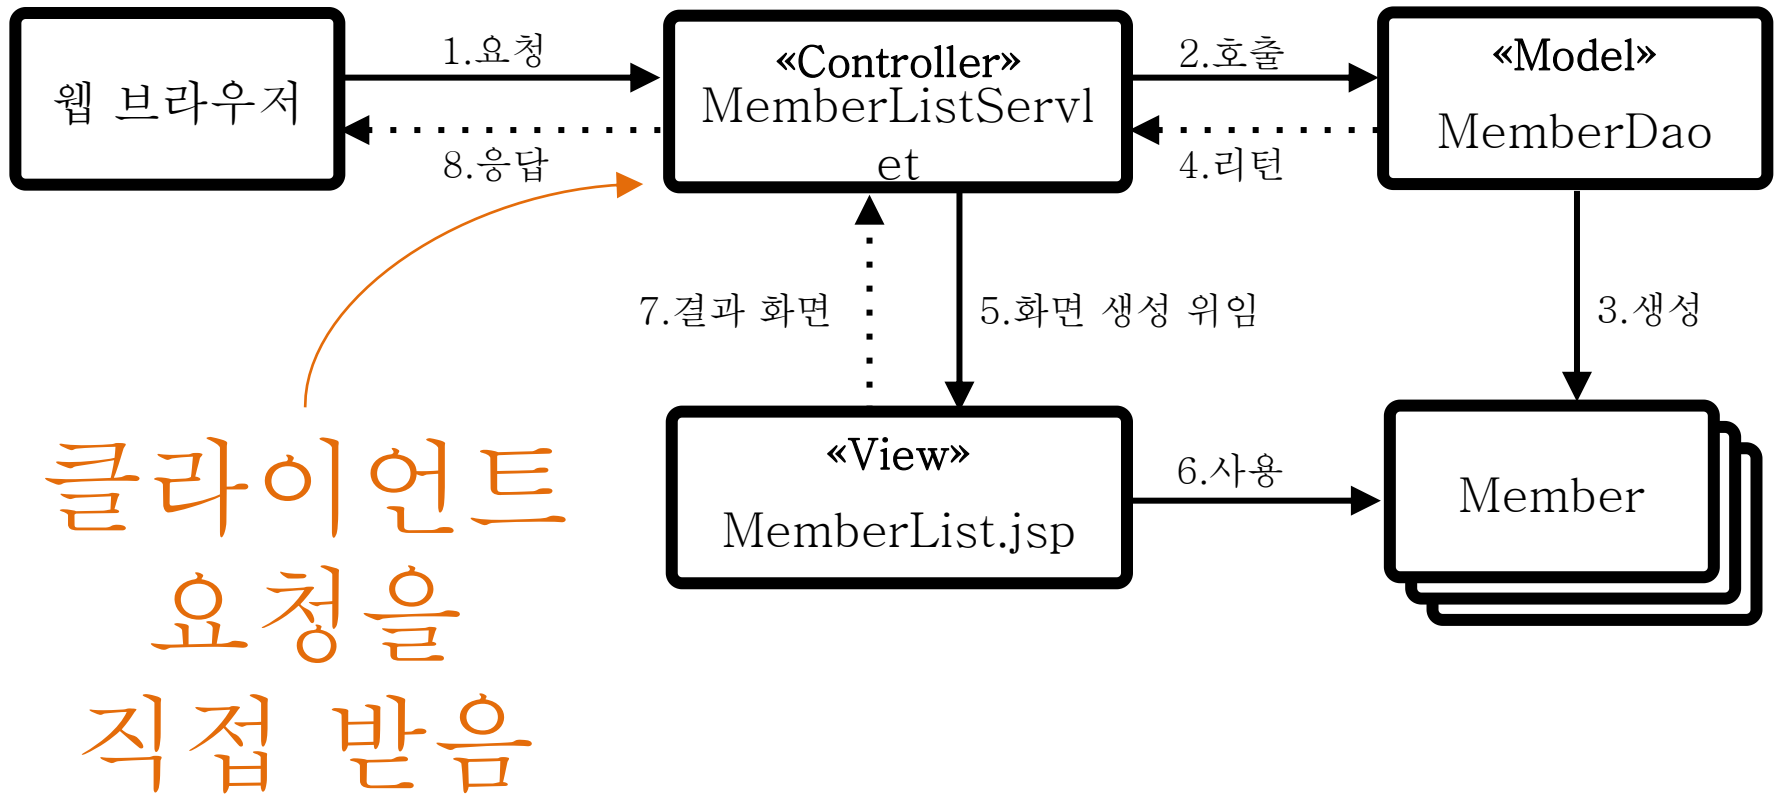 웹 브라우저
1.요청
8.응답
«Controller»
MemberListServl
et
2.호출
4.리턴
«Model»
MemberDao
7.결과 화면
5.화면 생성 위임
3.생성
«View»
MemberList.jsp
6.사용
Member
클라이언트
요청을
직접 받음